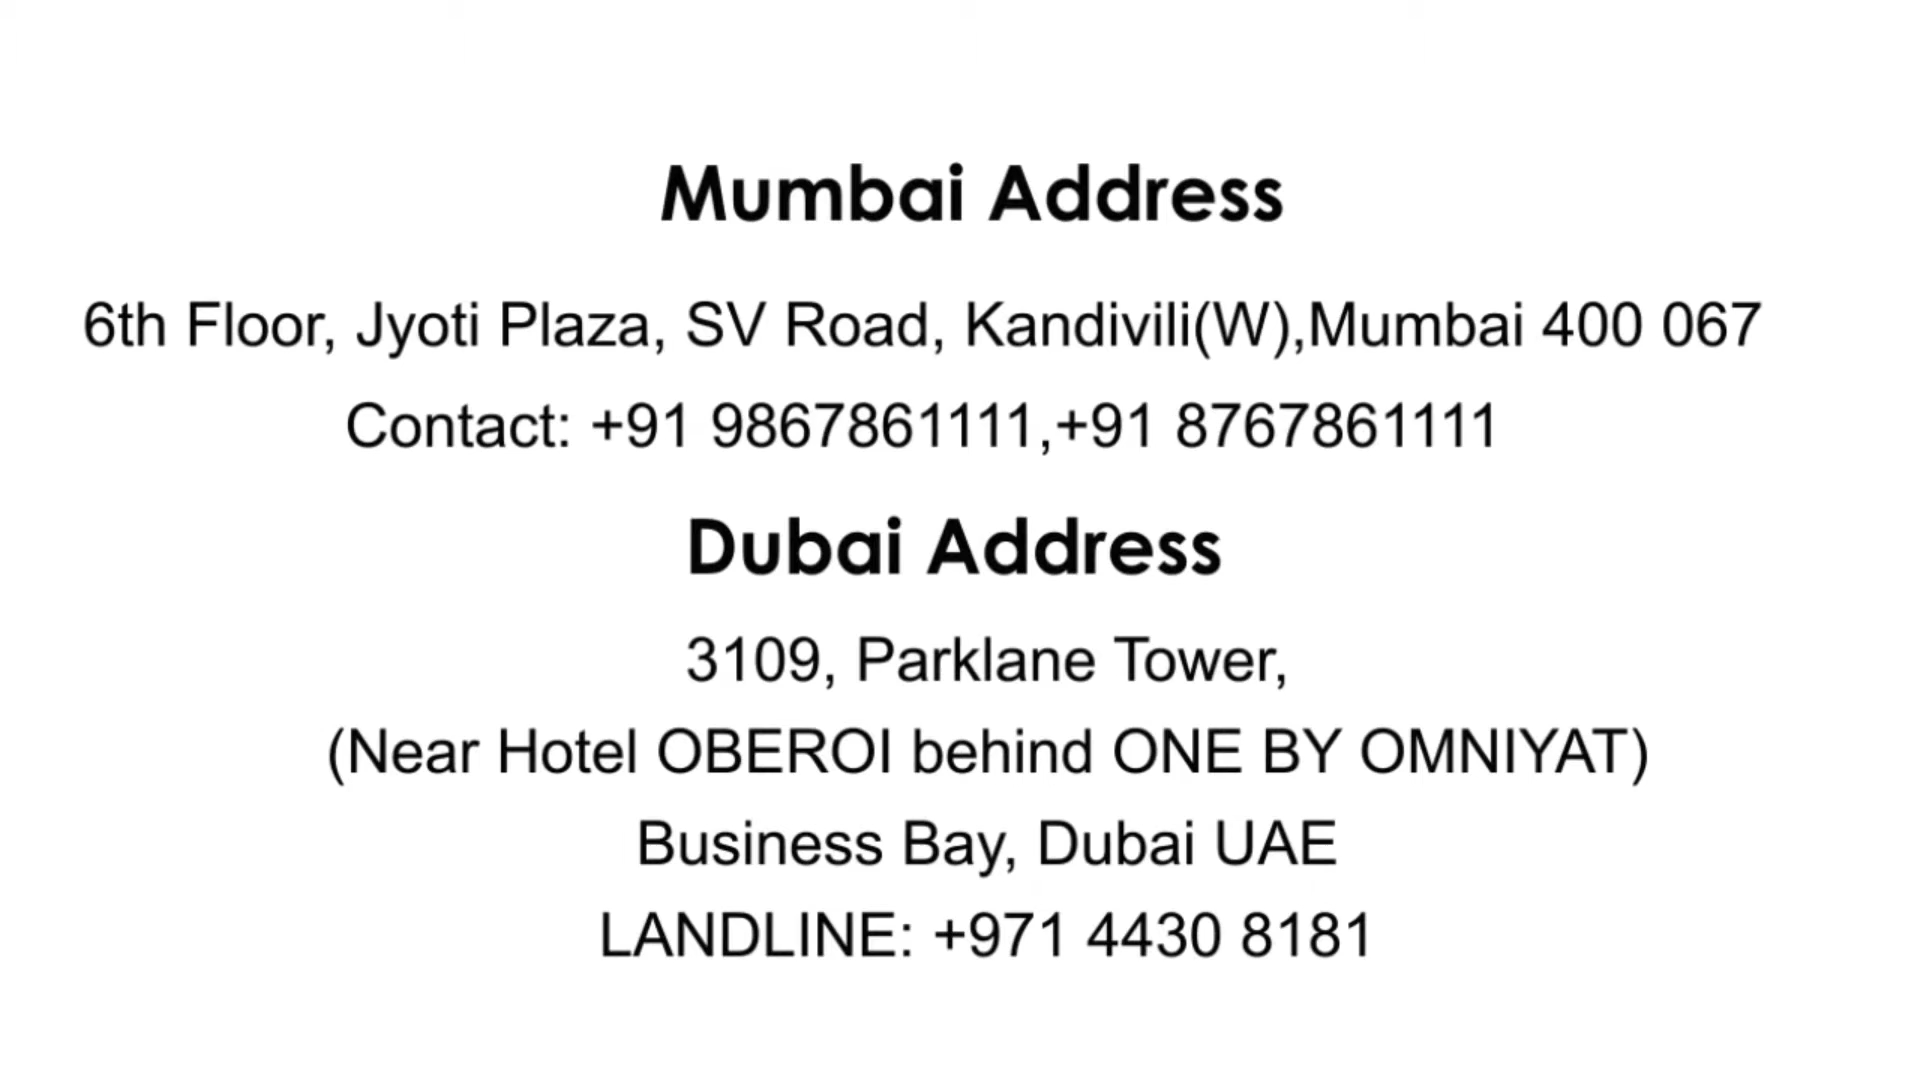 Mumbai Address
6th Floor, Jyoti Plaza, SV Road, Kandivili(W),Mumbai 400 067
Contact: +91 9867861111,+91 8767861111
Dubai Address
3109, Parklane Tower,
(Near Hotel OBEROI behind ONE BY OMNIYAT)
Business Bay, Dubai UAE
LANDLINE: +971 4430 8181